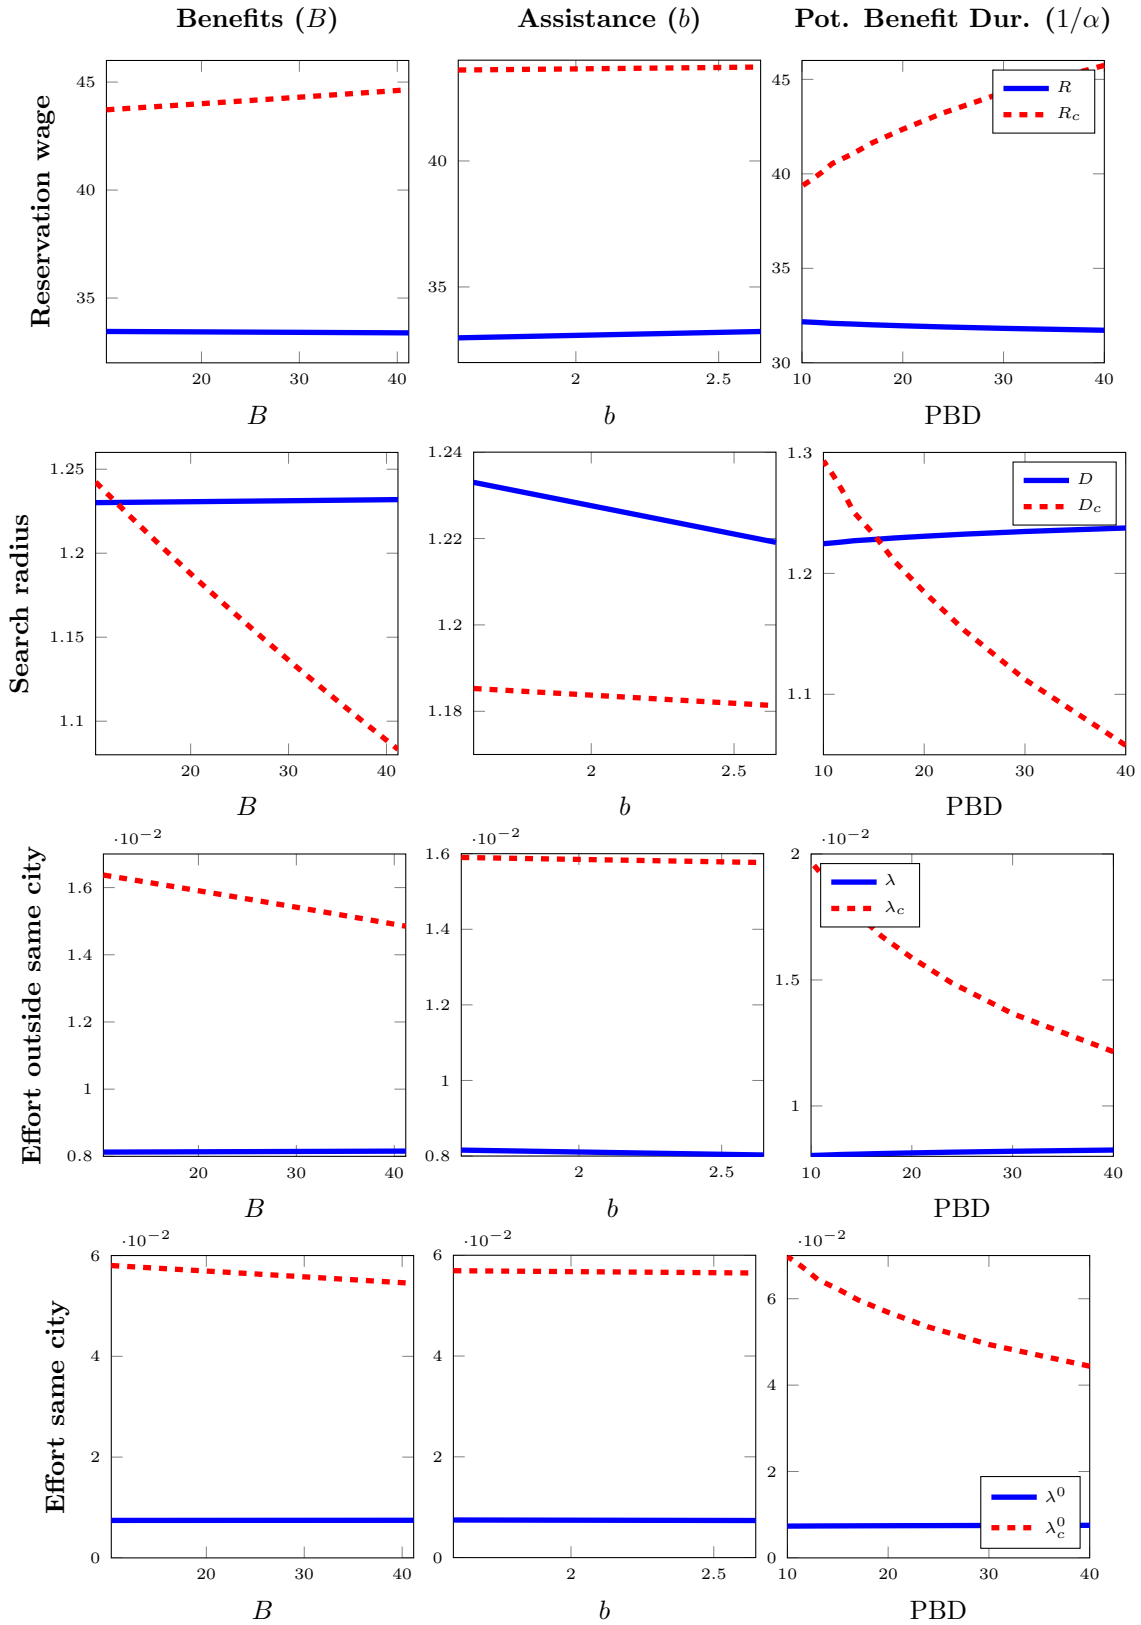 Benefits (B) Assistance (b) Pot. Benefit Dur. (1/α)
Reservation wage
45
40
35
20 30 40
B
40
35
2 2.5
b
45
40
35
30
10 20 30 40
PBD
R
R_c
Search radius
1.25
1.2
1.15
1.1
20 30 40
B
1.24
1.22
1.2
1.18
2 2.5
b
1.3
1.2
1.1
10 20 30 40
PBD
D
D_c
Effort outside same city
·10⁻²
1.6
1.4
1.2
1
0.8
20 30 40
B
·10⁻²
1.6
1.4
1.2
1
0.8
2 2.5
b
·10⁻²
2
1.5
1
10 20 30 40
PBD
λ
λ_c
Effort same city
·10⁻²
6
4
2
0
20 30 40
B
·10⁻²
6
4
2
0
2 2.5
b
·10⁻²
6
4
2
0
10 20 30 40
PBD
λ⁰
λ_c⁰